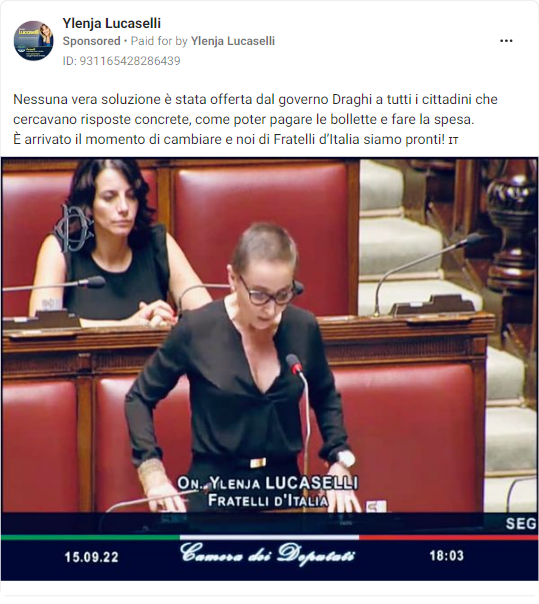 Ylenja Lucaselli
Sponsored • Paid for by Ylenja Lucaselli
ID: 931165428286439
Nessuna vera soluzione è stata offerta dal governo Draghi a tutti i cittadini che
cercavano risposte concrete, come poter pagare le bollette e fare la spesa.
È arrivato il momento di cambiare e noi di Fratelli d’Italia siamo pronti! IT
ON. YLENJA LUCASELLI
FRATELLI D'ITALIA
SEG
15.09.22 Camera dei Deputati 18:03